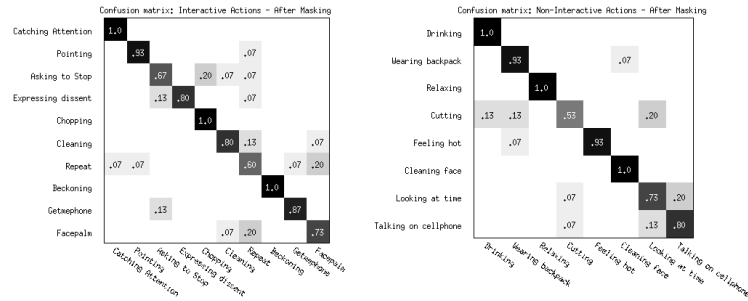 Confusion matrix: Interactive Actions - After Masking
Catching Attention 1.0
Pointing .93 .07
Asking to Stop .67 .20 .07 .07
Expressing dissent .13 .80 .07
Chopping 1.0
Cleaning .80 .13 .07
Repeat .07 .07 .60 .07 .20
Beckoning 1.0
Getmephone .13 .87
Facepalm .07 .20 .73
Catching Attention
Pointing
Asking to Stop
Expressing dissent
Chopping
Cleaning
Repeat
Beckoning
Getmephone
Facepalm
Confusion matrix: Non-Interactive Actions - After Masking
Drinking 1.0
Wearing backpack .93 .07
Relaxing 1.0
Cutting .13 .13 .53 .20
Feeling hot .07 .93
Cleaning face 1.0
Looking at time .07 .73 .20
Talking on cellphone .07 .13 .80
Drinking
Wearing backpack
Relaxing
Cutting
Feeling hot
Cleaning face
Looking at time
Talking on cellphone